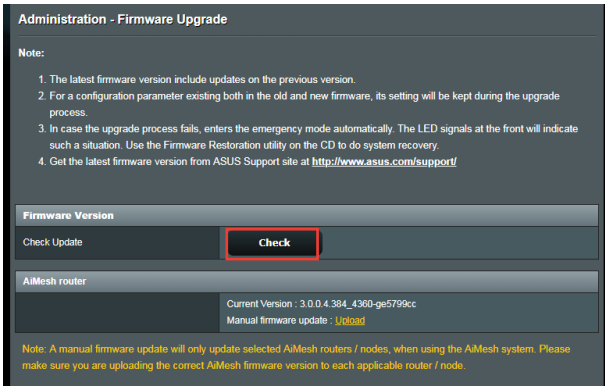 Administration - Firmware Upgrade
Note:
1. The latest firmware version include updates on the previous version.
2. For a configuration parameter existing both in the old and new firmware, its setting will be kept during the upgrade
process.
3. In case the upgrade process fails, enters the emergency mode automatically. The LED signals at the front will indicate
such a situation. Use the Firmware Restoration utility on the CD to do system recovery.
4. Get the latest firmware version from ASUS Support site at http://www.asus.com/support/
Firmware Version
Check Update Check
AiMesh router
Current Version : 3.0.0.4.384_4360-ge5799cc
Manual firmware update : Upload
Note: A manual firmware update will only update selected AiMesh routers / nodes, when using the AiMesh system. Please
make sure you are uploading the correct AiMesh firmware version to each applicable router / node.